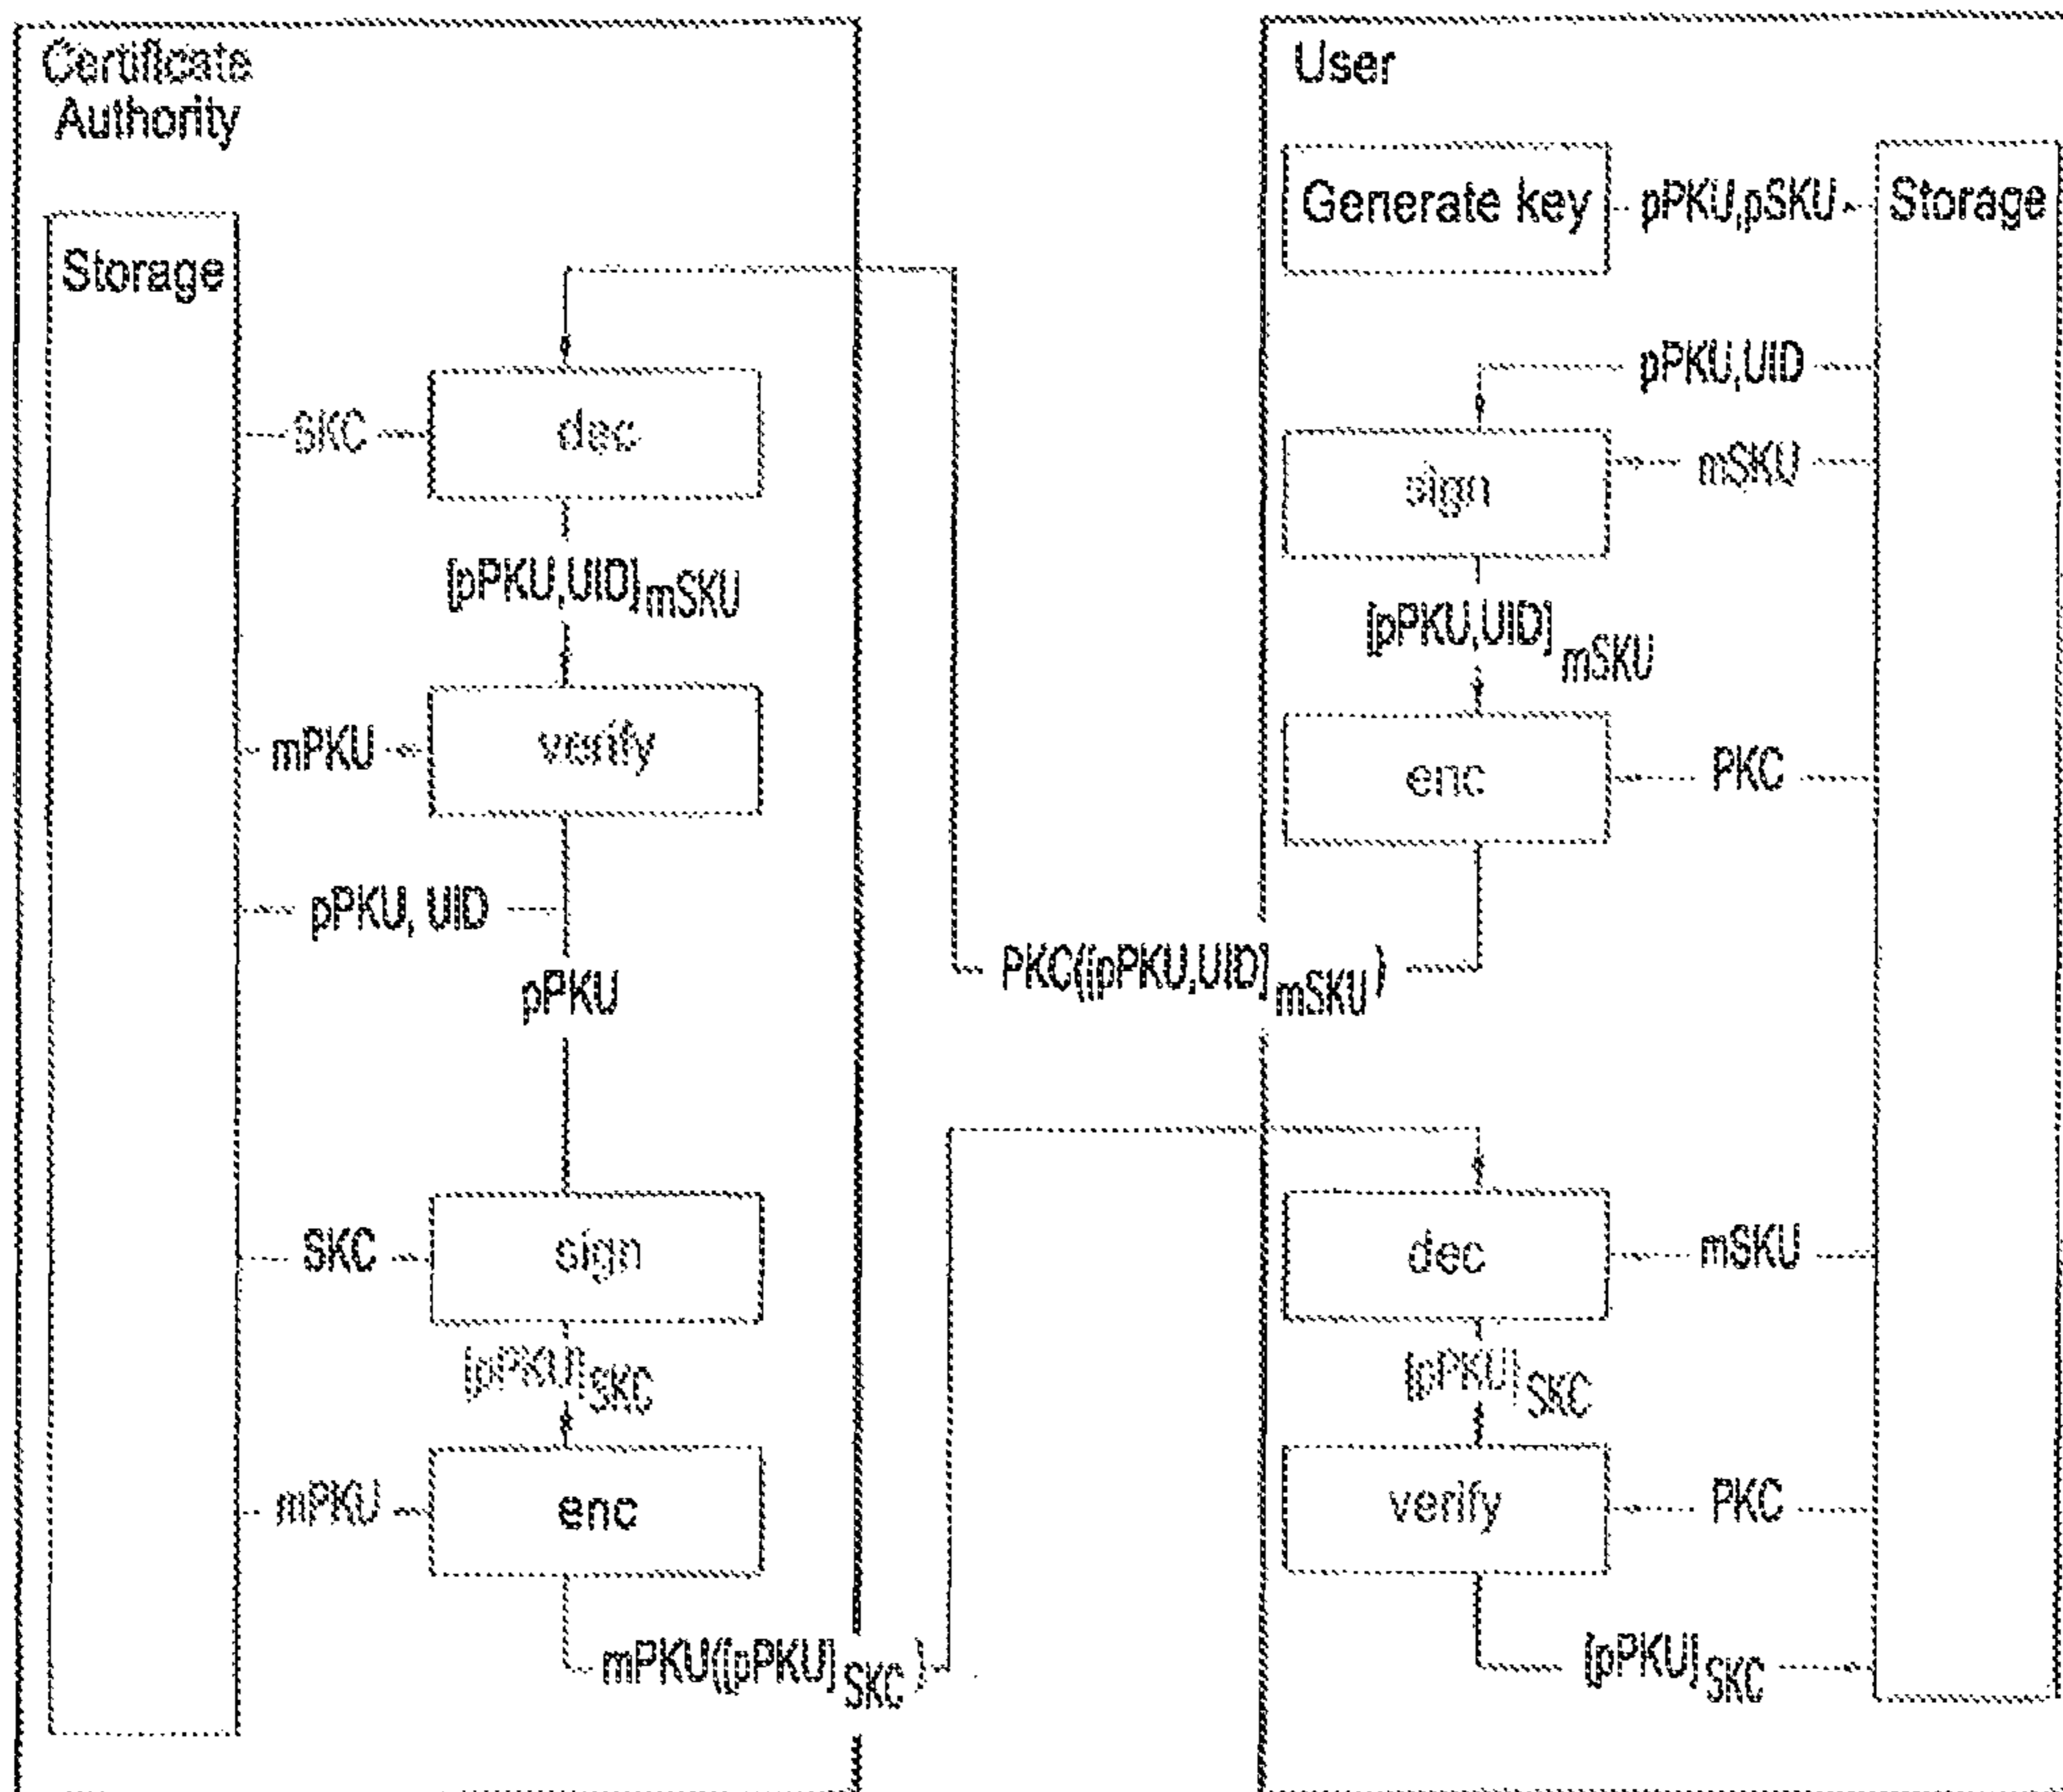 Certificate
Authority
Storage
SKC
dec
[pPKU,UID]mSKU
mPKU
verify
pPKU, UID
pPKU
SKC
sign
[pPKU]SKC
mPKU
enc
mPKU([pPKU]SKC)
PKC([pPKU,UID]mSKU)
User
Generate key
pPKU,pSKU
Storage
pPKU,UID
sign
mSKU
[pPKU,UID]mSKU
enc
PKC
dec
mSKU
[pPKU]SKC
verify
PKC
[pPKU]SKC